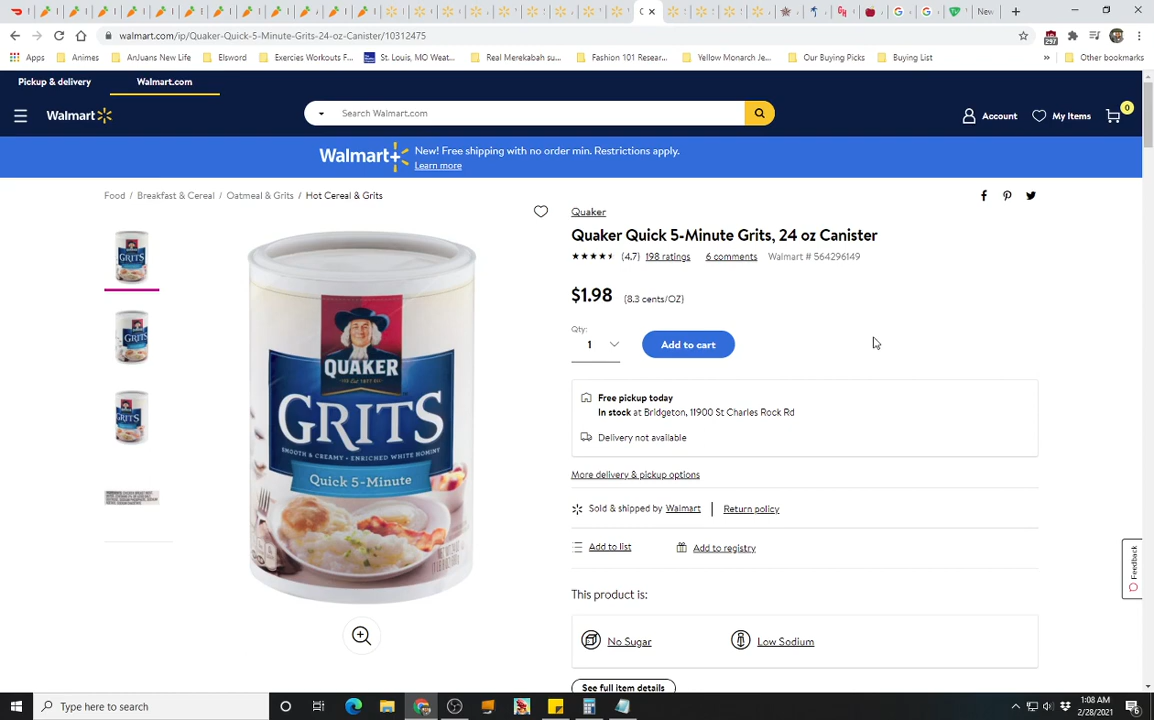 New
walmart.com/ip/Quaker-Quick-5-Minute-Grits-24-oz-Canister/10312475
297
Apps
Animes
AnJuans New Life
Elsword
Exercies Workouts F...
St. Louis, MO Weat...
Real Merekabah su...
Fashion 101 Resear...
Yellow Monarch Je...
Our Buying Picks
Buying List
»
Other bookmarks
Pickup & delivery
Walmart.com
Walmart
Search Walmart.com
Account
My Items
0
Walmart+
New! Free shipping with no order min. Restrictions apply.
Learn more
Food / Breakfast & Cereal / Oatmeal & Grits / Hot Cereal & Grits
Quaker
Quaker Quick 5-Minute Grits, 24 oz Canister
(4.7) 198 ratings 6 comments Walmart # 564296149
$1.98 (8.3 cents/OZ)
Qty:
1
Add to cart
Free pickup today
In stock at Bridgeton, 11900 St Charles Rock Rd
Delivery not available
More delivery & pickup options
Sold & shipped by Walmart | Return policy
Add to list
Add to registry
This product is:
No Sugar
Low Sodium
See full item details
Feedback
QUAKER
GRITS
SMOOTH & CREAMY • ENRICHED WHITE HOMINY
Quick 5-Minute
GRITS
GRITS
GRITS
Type here to search
1:08 AM
2/28/2021
6